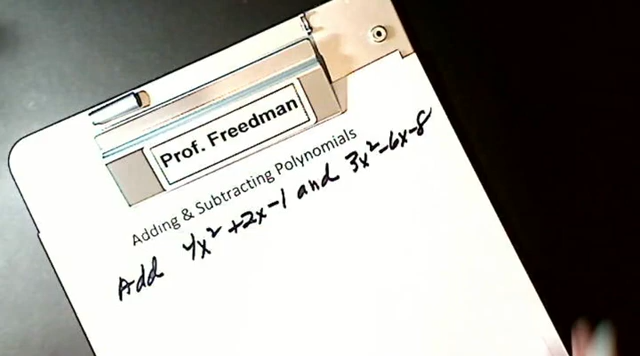 Prof. Freedman
Adding & Subtracting Polynomials
Add 4x²+2x-1 and 3x²-6x-8